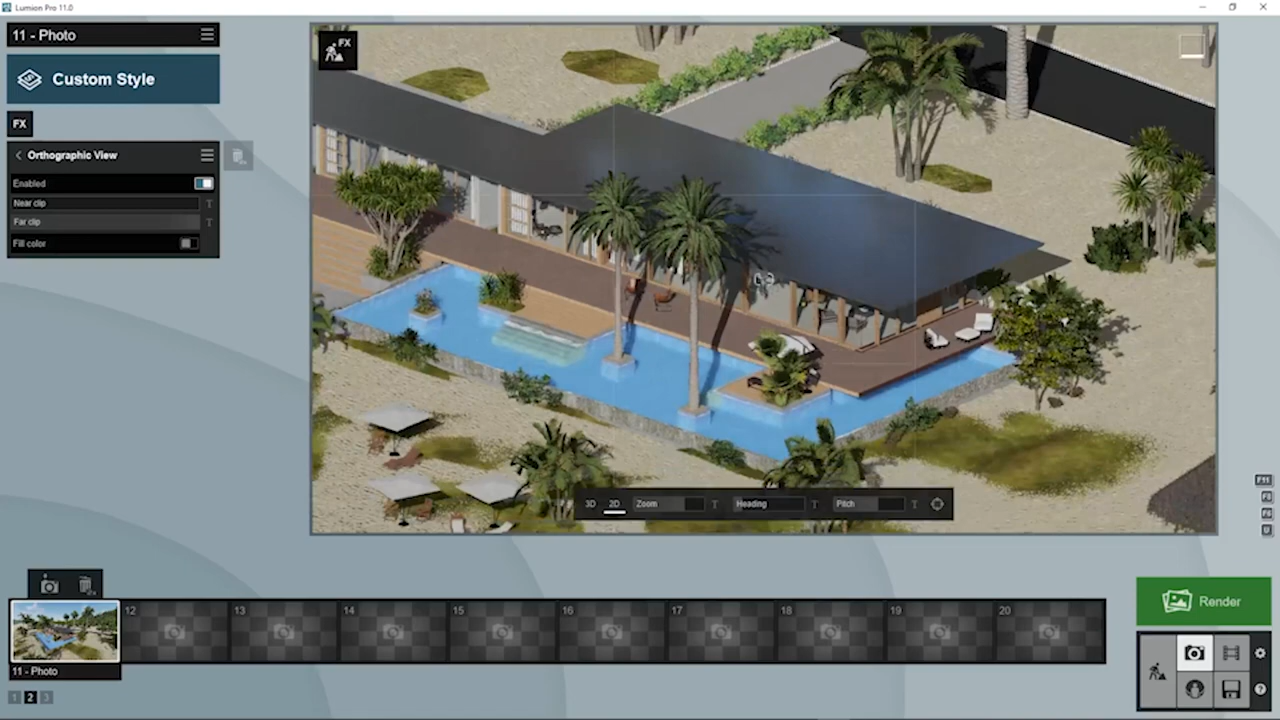 Lumion Pro 11.0
11 - Photo
Custom Style
FX
FX
Orthographic View
Enabled
Near clip
T
Far clip
T
Fill color
3D 2D Zoom T Heading T Pitch T
F11
12 13 14 15 16 17 18 19 20
Render
11 - Photo
1 2 3
?